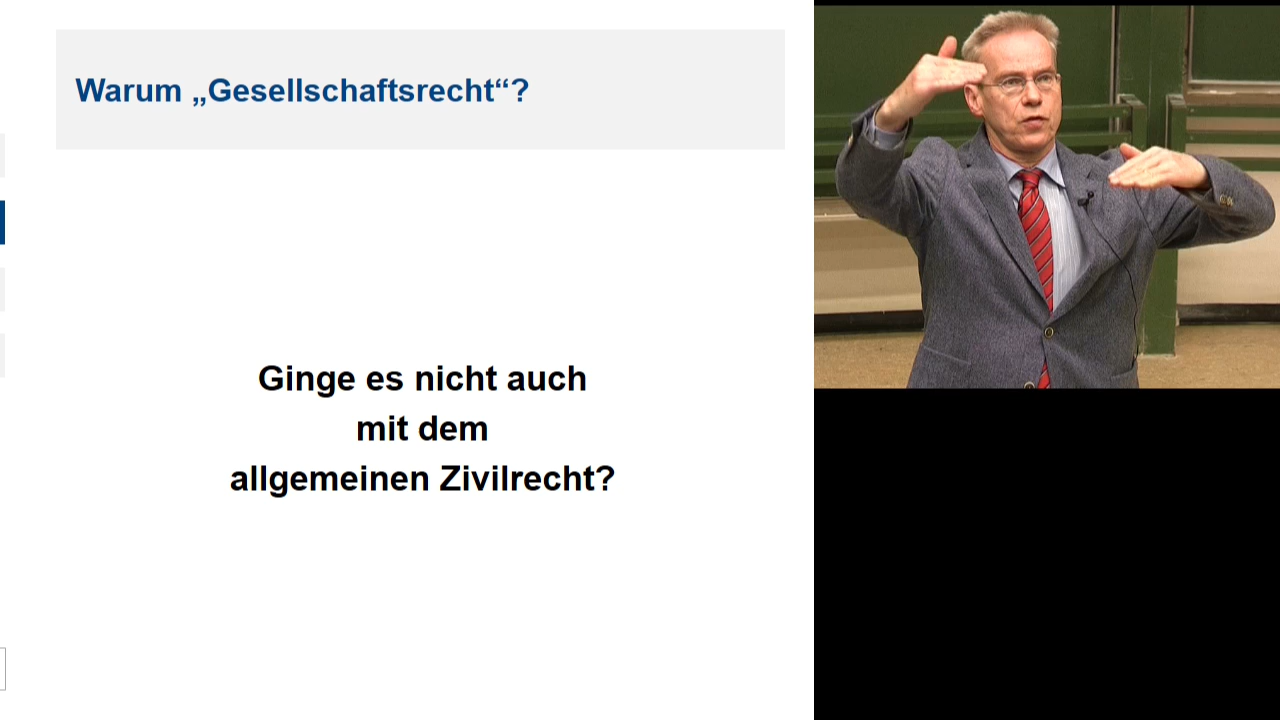 Warum „Gesellschaftsrecht“?
Ginge es nicht auch
mit dem
allgemeinen Zivilrecht?